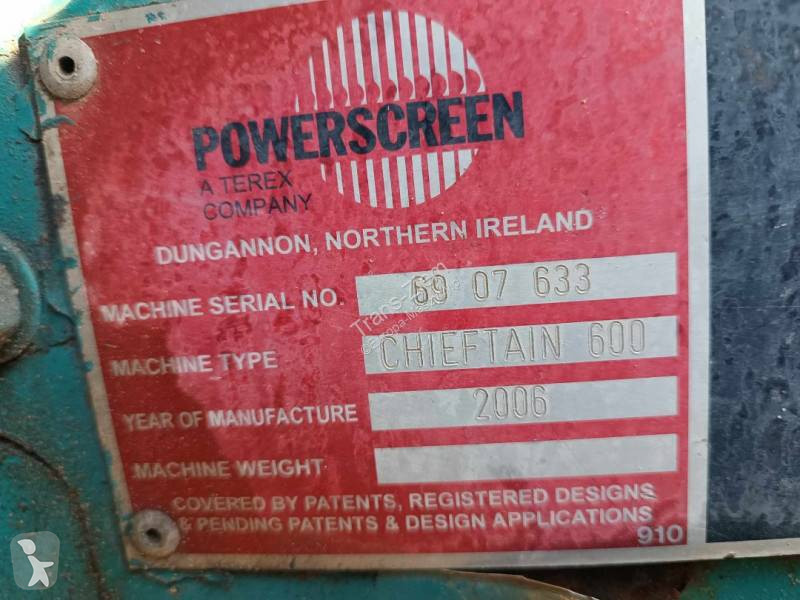 POWERSCREEN
A TEREX
COMPANY
DUNGANNON, NORTHERN IRELAND
MACHINE SERIAL NO. 69 07 633
MACHINE TYPE CHIEFTAIN 600
YEAR OF MANUFACTURE 2006
MACHINE WEIGHT
COVERED BY PATENTS, REGISTERED DESIGNS
& PENDING PATENTS & DESIGN APPLICATIONS
910